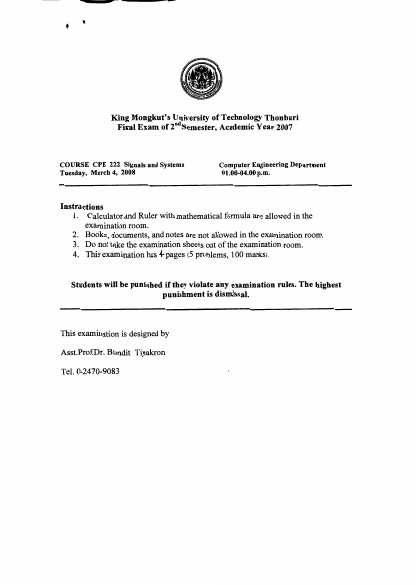 King Mongkut's University of Technology Thonburi
Final Exam of 2nd Semester, Academic Year 2007
COURSE CPE 222 Signals and Systems Computer Engineering Department
Tuesday, March 4, 2008 01.00-04.00 p.m.
Instructions
1. Calculator and Ruler with mathematical formula are allowed in the
examination room.
2. Books, documents, and notes are not allowed in the examination room.
3. Do not take the examination sheets out of the examination room.
4. This examination has 4 pages (5 problems, 100 marks).
Students will be punished if they violate any examination rules. The highest
punishment is dismissal.
This examination is designed by
Asst.Prof.Dr. Bundit Tipakron
Tel. 0-2470-9083